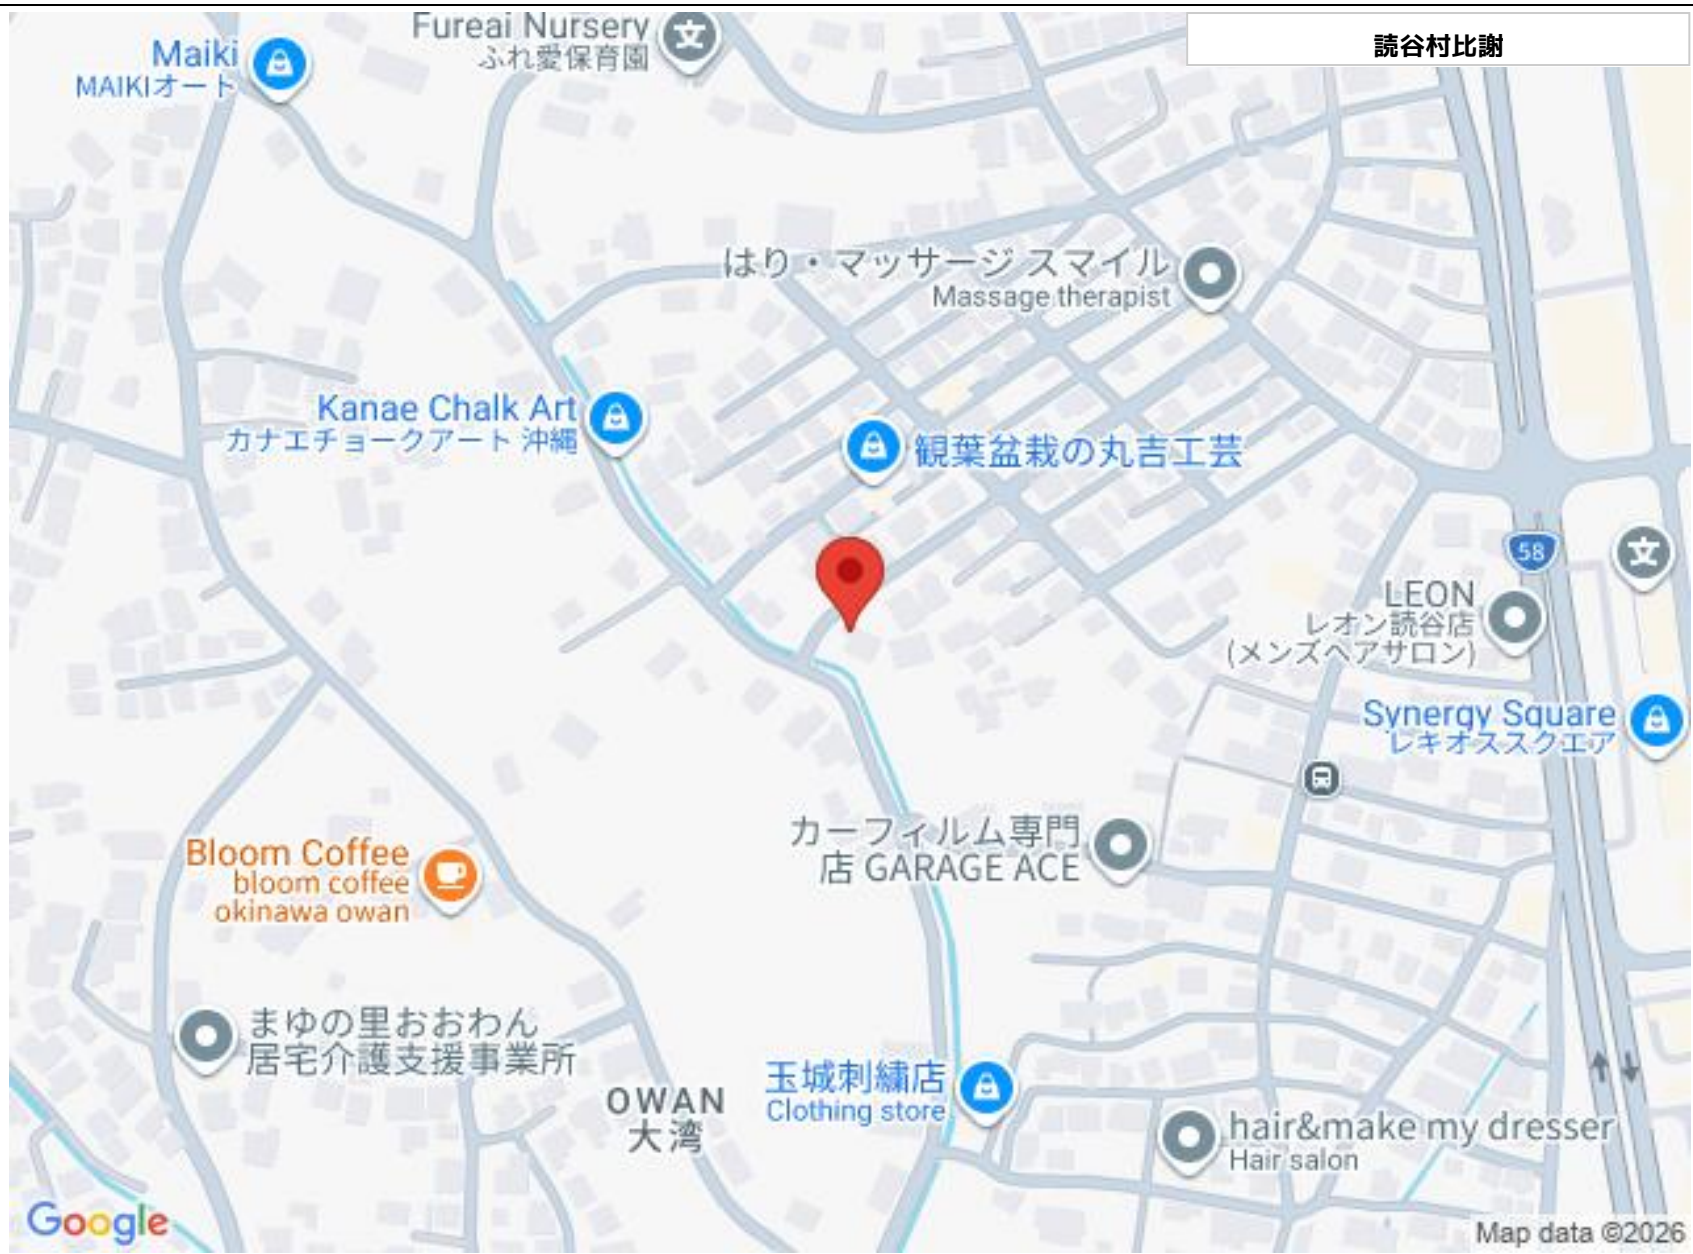 読谷村比謝
Fureai Nursery
ふれ愛保育園
Maiki
MAIKIオート
はり・マッサージ スマイル
Massage therapist
Kanae Chalk Art
カナエチョークアート 沖縄
観葉盆栽の丸吉工芸
58
LEON
レオン読谷店
(メンズヘアサロン)
Synergy Square
レキオススクエア
カーフィルム専門
店 GARAGE ACE
Bloom Coffee
bloom coffee
okinawa owan
まゆの里おおわん
居宅介護支援事業所
OWAN
大湾
玉城刺繍店
Clothing store
hair&make my dresser
Hair salon
Google
Map data ©2026